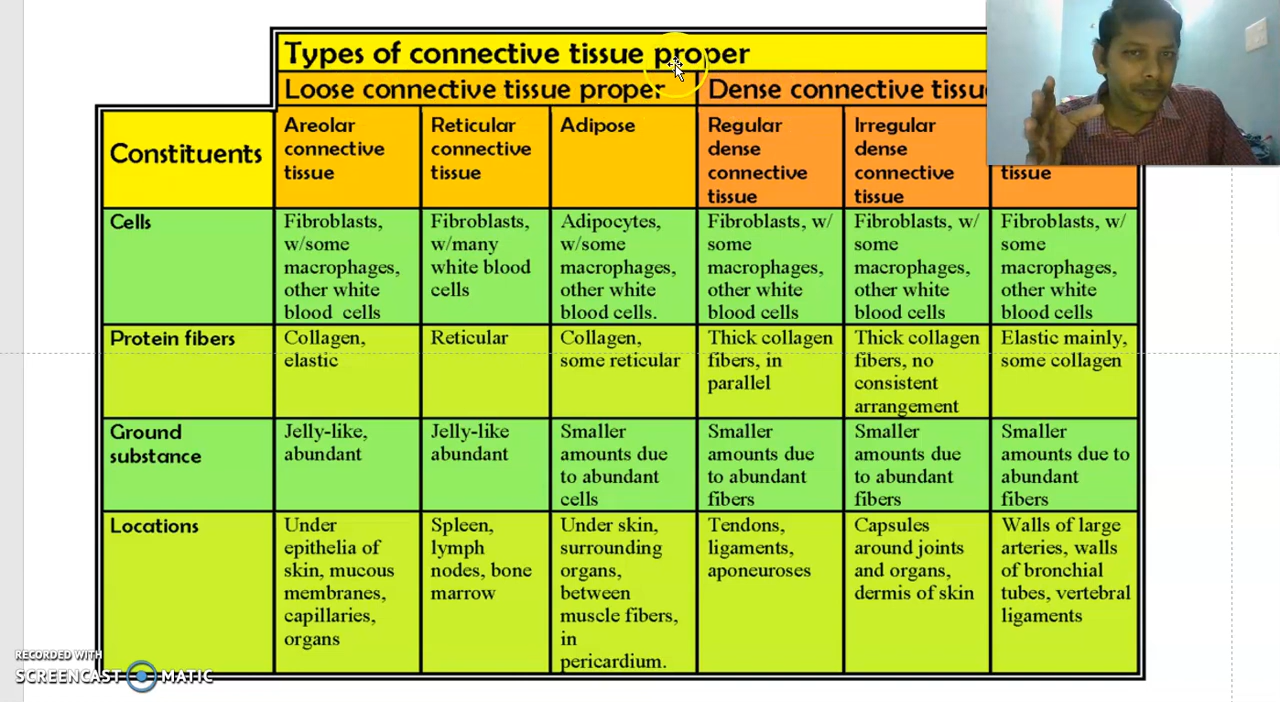 Types of connective tissue proper
Loose connective tissue proper
Dense connective
Constituents
Areolar
connective
tissue
Reticular
connective
tissue
Adipose
Regular
dense
connective
tissue
Irregular
dense
connective
tissue
tissue
Cells
Fibroblasts,
w/some
macrophages,
other white
blood cells
Fibroblasts,
w/many
white blood
cells
Adipocytes,
w/some
macrophages,
other white
blood cells.
Fibroblasts, w/
some
macrophages,
other white
blood cells
Fibroblasts, w/
some
macrophages,
other white
blood cells
Fibroblasts, w/
some
macrophages,
other white
blood cells
Protein fibers
Collagen,
elastic
Reticular
Collagen,
some reticular
Thick collagen
fibers, in
parallel
Thick collagen
fibers, no
consistent
arrangement
Elastic mainly,
some collagen
Ground
substance
Jelly-like,
abundant
Jelly-like
abundant
Smaller
amounts due
to abundant
cells
Smaller
amounts due
to abundant
fibers
Smaller
amounts due
to abundant
fibers
Smaller
amounts due to
abundant
fibers
Locations
Under
epithelia of
skin, mucous
membranes,
capillaries,
organs
Spleen,
lymph
nodes, bone
marrow
Under skin,
surrounding
organs,
between
muscle fibers,
in
pericardium.
Tendons,
ligaments,
aponeuroses
Capsules
around joints
and organs,
dermis of skin
Walls of large
arteries, walls
of bronchial
tubes, vertebral
ligaments
RECORDED WITH
SCREENCAST MATIC